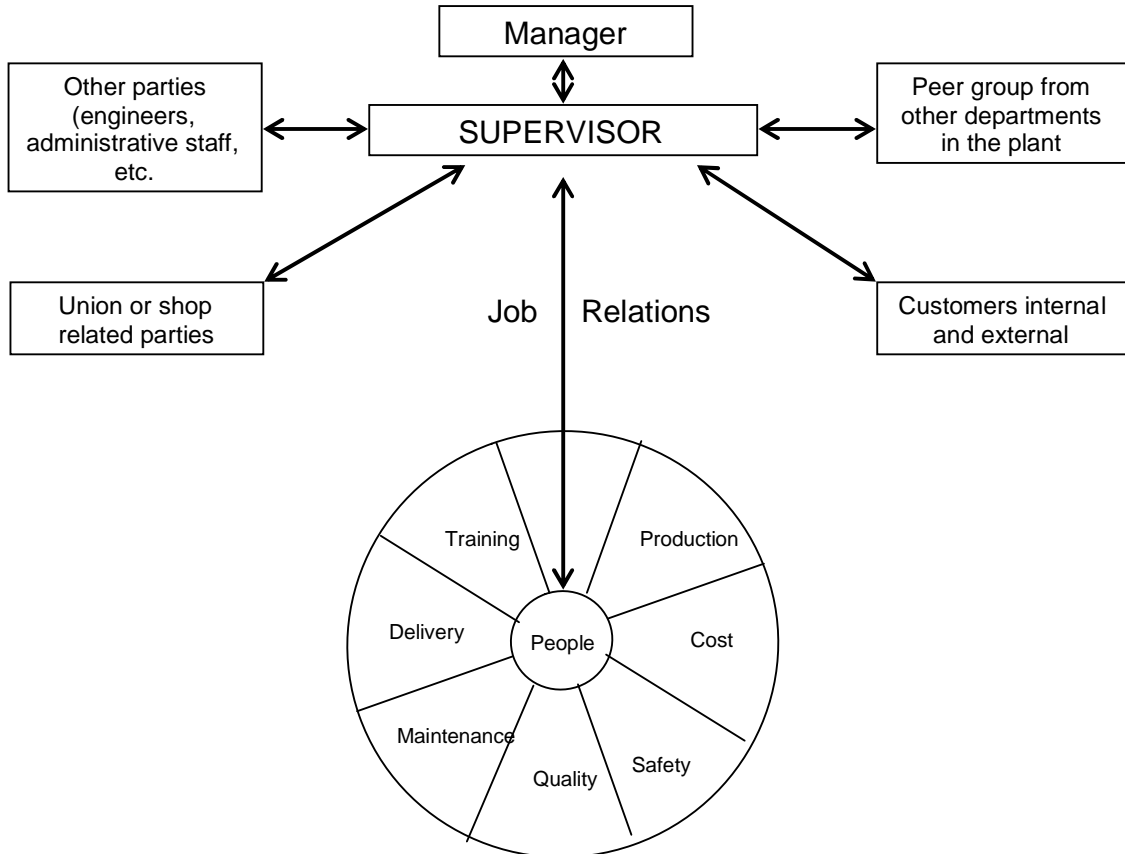 Manager
Other parties
(engineers,
administrative staff,
etc.
SUPERVISOR
Peer group from
other departments
in the plant
Union or shop
related parties
Job Relations
Customers internal
and external
Training
Production
Delivery
People
Cost
Maintenance
Quality
Safety